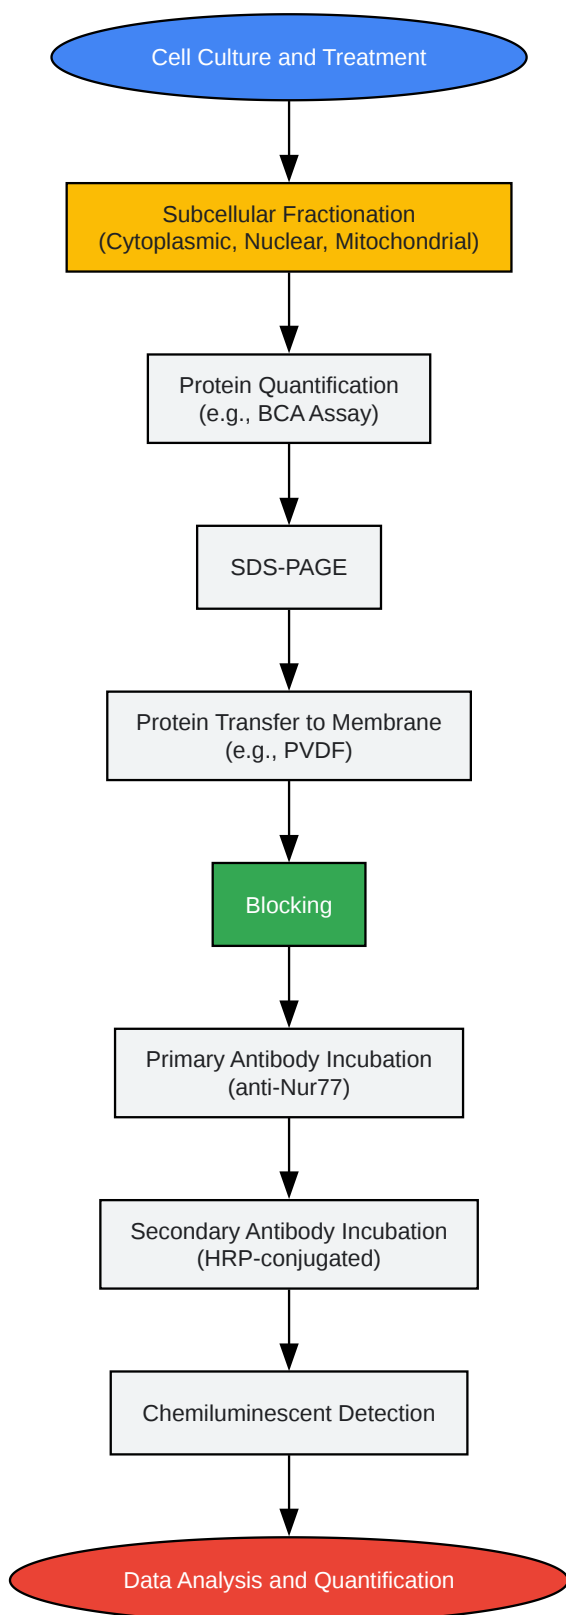 Cell Culture and Treatment
Subcellular Fractionation
(Cytoplasmic, Nuclear, Mitochondrial)
Protein Quantification
(e.g., BCA Assay)
SDS-PAGE
Protein Transfer to Membrane
(e.g., PVDF)
Blocking
Primary Antibody Incubation
(anti-Nur77)
Secondary Antibody Incubation
(HRP-conjugated)
Chemiluminescent Detection
Data Analysis and Quantification